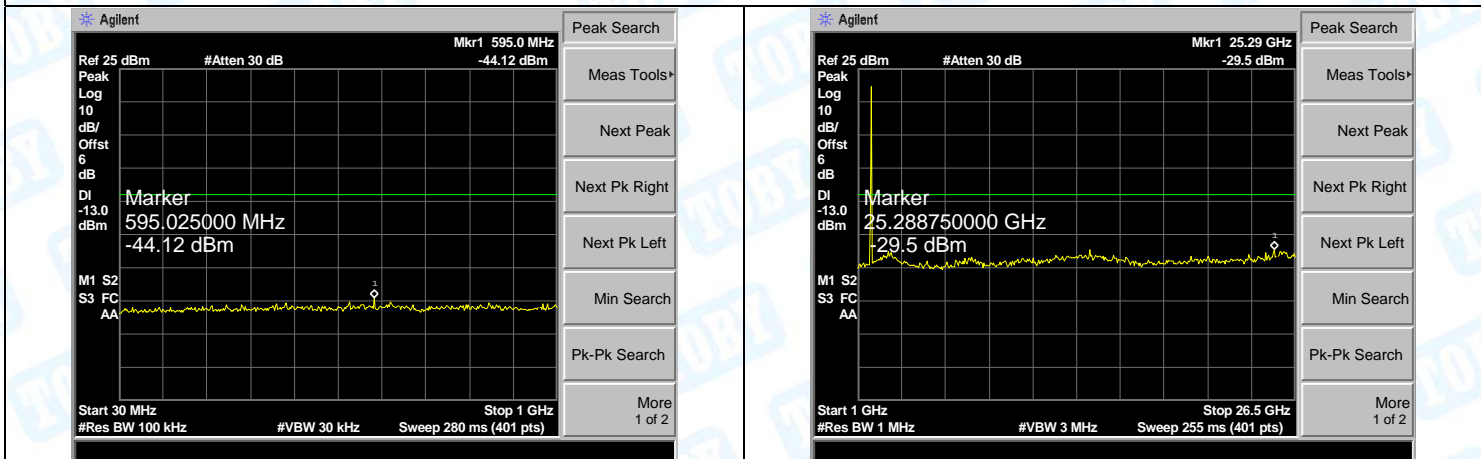 Agilent
Mkr1 595.0 MHz
Ref 25 dBm #Atten 30 dB -44.12 dBm
Peak
Log
10
dB/
Offst
6
dB
DI
-13.0
dBm
Marker
595.025000 MHz
-44.12 dBm
M1 S2
S3 FC
AA
1
Start 30 MHz Stop 1 GHz
#Res BW 100 kHz #VBW 30 kHz Sweep 280 ms (401 pts)
Peak Search
Meas Tools
Next Peak
Next Pk Right
Next Pk Left
Min Search
Pk-Pk Search
More
1 of 2
Agilent
Mkr1 25.29 GHz
Ref 25 dBm #Atten 30 dB -29.5 dBm
Peak
Log
10
dB/
Offst
6
dB
DI
-13.0
dBm
Marker
25.288750000 GHz
-29.5 dBm
M1 S2
S3 FC
AA
1
Start 1 GHz Stop 26.5 GHz
#Res BW 1 MHz #VBW 3 MHz Sweep 255 ms (401 pts)
Peak Search
Meas Tools
Next Peak
Next Pk Right
Next Pk Left
Min Search
Pk-Pk Search
More
1 of 2
TOBY